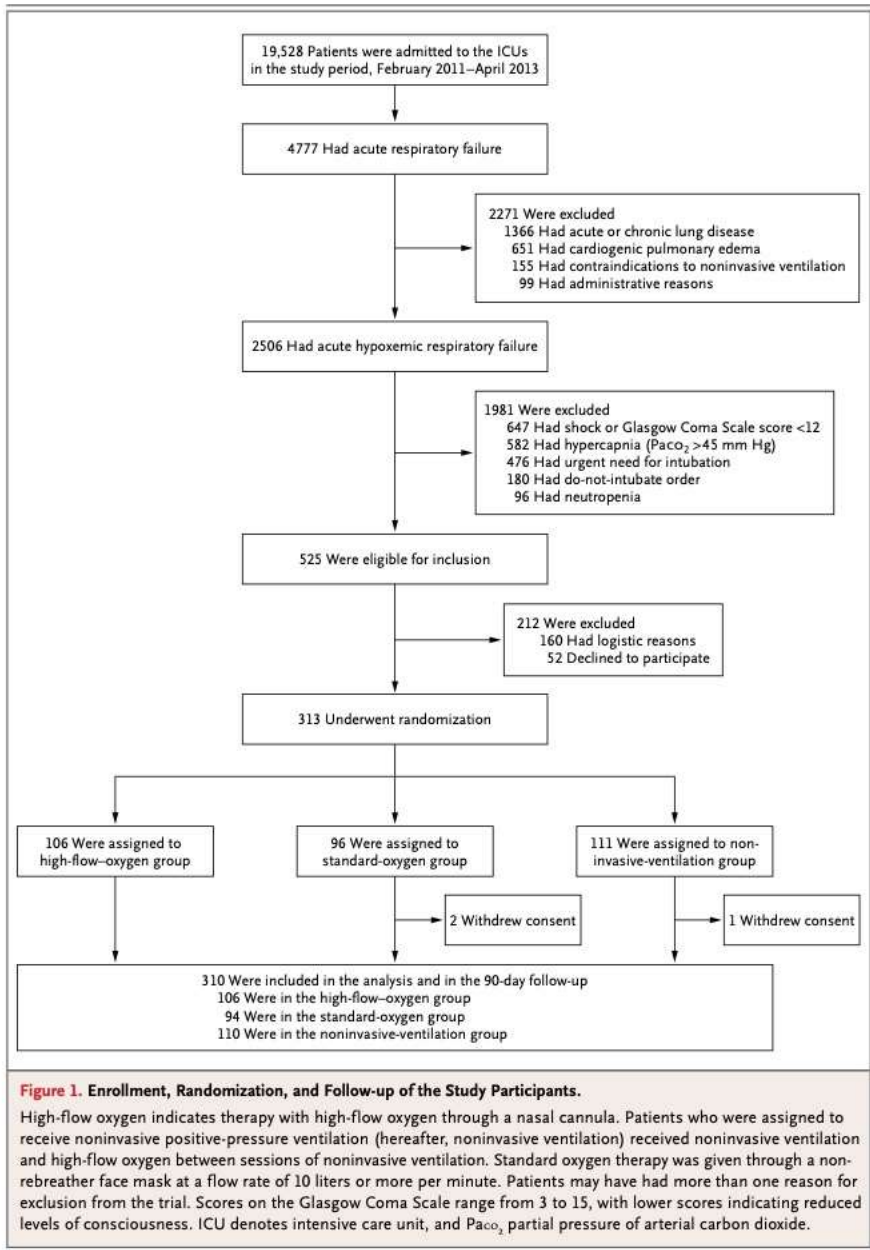 19,528 Patients were admitted to the ICUs
in the study period, February 2011–April 2013
4777 Had acute respiratory failure
2271 Were excluded
1366 Had acute or chronic lung disease
651 Had cardiogenic pulmonary edema
155 Had contraindications to noninvasive ventilation
99 Had administrative reasons
2506 Had acute hypoxemic respiratory failure
1981 Were excluded
647 Had shock or Glasgow Coma Scale score <12
582 Had hypercapnia (Paco₂ >45 mm Hg)
476 Had urgent need for intubation
180 Had do-not-intubate order
96 Had neutropenia
525 Were eligible for inclusion
212 Were excluded
160 Had logistic reasons
52 Declined to participate
313 Underwent randomization
106 Were assigned to
high-flow–oxygen group
96 Were assigned to
standard-oxygen group
111 Were assigned to non-
invasive-ventilation group
2 Withdrew consent
1 Withdrew consent
310 Were included in the analysis and in the 90-day follow-up
106 Were in the high-flow–oxygen group
94 Were in the standard-oxygen group
110 Were in the noninvasive-ventilation group
Figure 1. Enrollment, Randomization, and Follow-up of the Study Participants.
High-flow oxygen indicates therapy with high-flow oxygen through a nasal cannula. Patients who were assigned to
receive noninvasive positive-pressure ventilation (hereafter, noninvasive ventilation) received noninvasive ventilation
and high-flow oxygen between sessions of noninvasive ventilation. Standard oxygen therapy was given through a non-
rebreather face mask at a flow rate of 10 liters or more per minute. Patients may have had more than one reason for
exclusion from the trial. Scores on the Glasgow Coma Scale range from 3 to 15, with lower scores indicating reduced
levels of consciousness. ICU denotes intensive care unit, and Paco₂ partial pressure of arterial carbon dioxide.